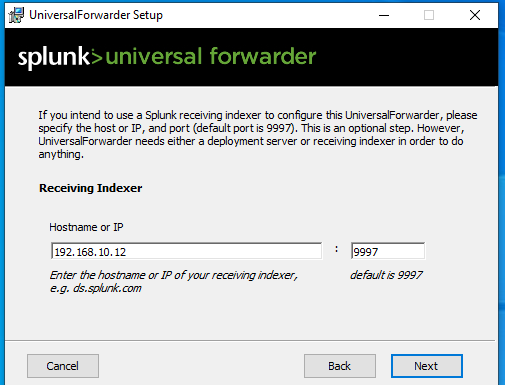 UniversalForwarder Setup
splunk> universal forwarder
If you intend to use a Splunk receiving indexer to configure this UniversalForwarder, please
specify the host or IP, and port (default port is 9997). This is an optional step. However,
UniversalForwarder needs either a deployment server or receiving indexer in order to do
anything.
Receiving Indexer
Hostname or IP
192.168.10.12 : 9997
Enter the hostname or IP of your receiving indexer, default is 9997
e.g. ds.splunk.com
Cancel Back Next